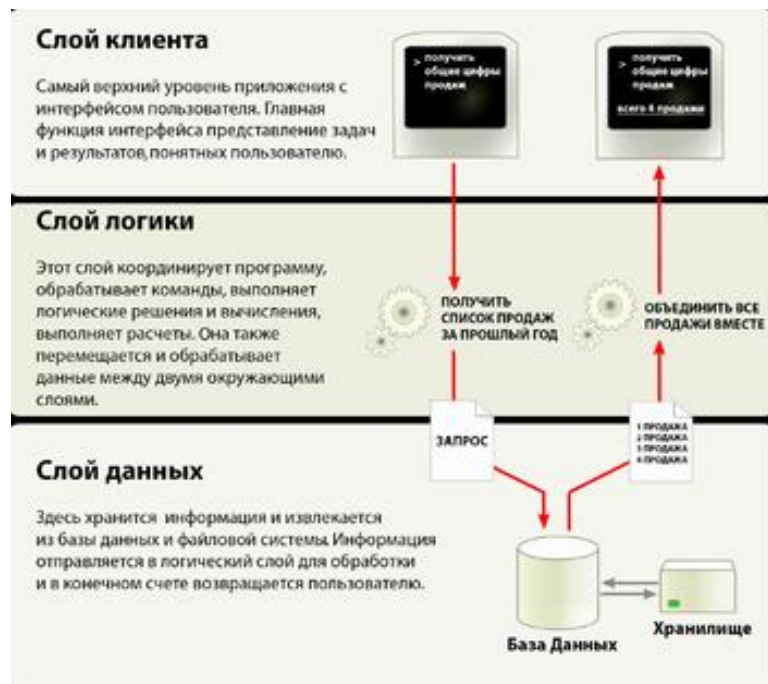 Слой клиента
Самый верхний уровень приложения с
интерфейсом пользователя. Главная
функция интерфейса представление задач
и результатов, понятных пользователю.
> получить
общие цифры
продаж
> получить
общие цифры
продаж
всего 4 продажи
Слой логики
Этот слой координирует программу,
обрабатывает команды, выполняет
логические решения и вычисления,
выполняет расчеты. Она также
перемещается и обрабатывает
данные между двумя окружающими
слоями.
ПОЛУЧИТЬ
СПИСОК ПРОДАЖ
ЗА ПРОШЛЫЙ ГОД
ОБЪЕДИНИТЬ ВСЕ
ПРОДАЖИ ВМЕСТЕ
ЗАПРОС
1 ПРОДАЖА
2 ПРОДАЖА
3 ПРОДАЖА
4 ПРОДАЖА
Слой данных
Здесь хранится информация и извлекается
из базы данных и файловой системы. Информация
отправляется в логический слой для обработки
и в конечном счете возвращается пользователю.
База Данных
Хранилище